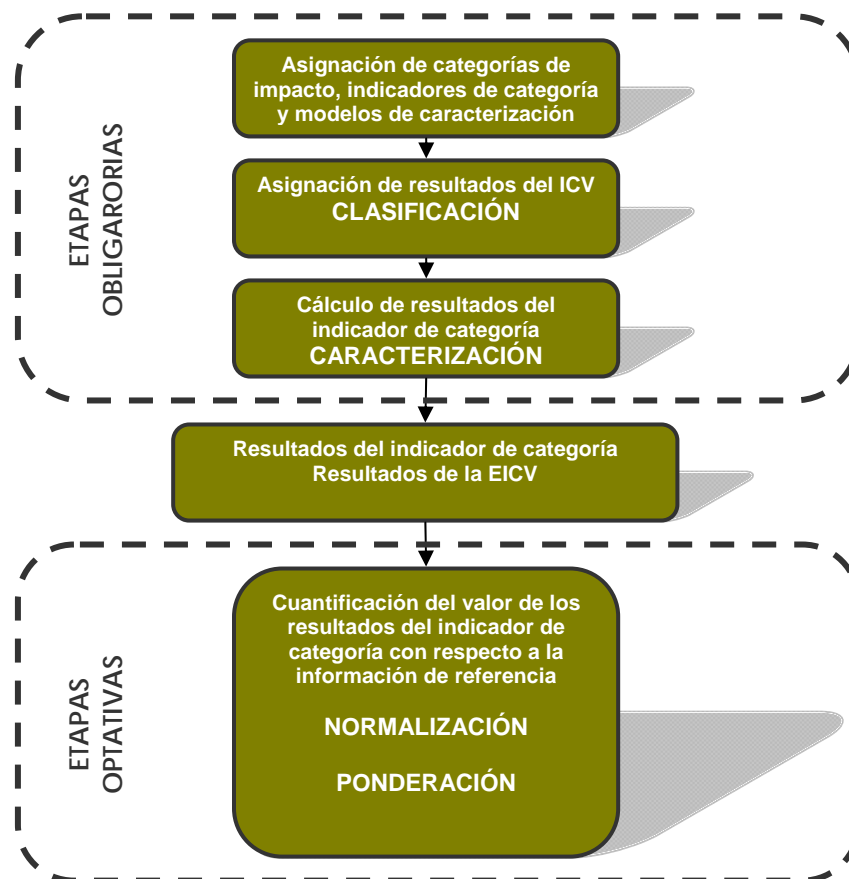 ETAPAS
OBLIGARORIAS
Asignación de categorías de
impacto, indicadores de categoría
y modelos de caracterización
Asignación de resultados del ICV
CLASIFICACIÓN
Cálculo de resultados del
indicador de categoría
CARACTERIZACIÓN
Resultados del indicador de categoría
Resultados de la EICV
ETAPAS
OPTATIVAS
Cuantificación del valor de los
resultados del indicador de
categoría con respecto a la
información de referencia
NORMALIZACIÓN
PONDERACIÓN